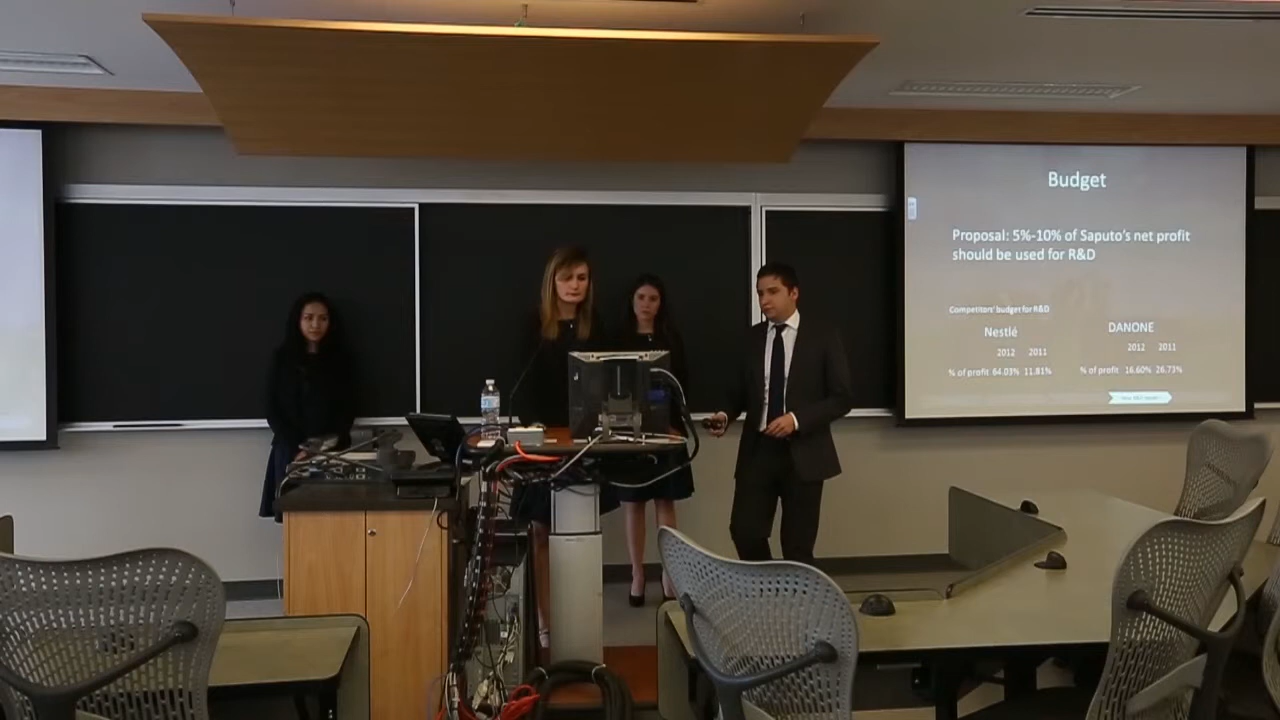 Budget
Proposal: 5%-10% of Saputo's net profit
should be used for R&D
Competitors' budget for R&D
Nestlé
2012 2011
% of profit 64.03% 11.81%
DANONE
2012 2011
% of profit 16.60% 26.73%